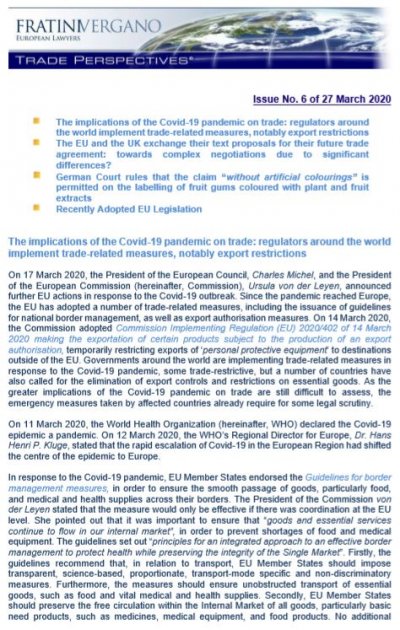 FRATINIVERGANO
EUROPEAN LAWYERS
TRADE PERSPECTIVES®
Issue No. 6 of 27 March 2020
The implications of the Covid-19 pandemic on trade: regulators around
the world implement trade-related measures, notably export restrictions
The EU and the UK exchange their text proposals for their future trade
agreement: towards complex negotiations due to significant
differences?
German Court rules that the claim “without artificial colourings” is
permitted on the labelling of fruit gums coloured with plant and fruit
extracts
Recently Adopted EU Legislation
The implications of the Covid-19 pandemic on trade: regulators around the world
implement trade-related measures, notably export restrictions
On 17 March 2020, the President of the European Council, Charles Michel, and the President
of the European Commission (hereinafter, Commission), Ursula von der Leyen, announced
further EU actions in response to the Covid-19 outbreak. Since the pandemic reached Europe,
the EU has adopted a number of trade-related measures, including the issuance of guidelines
for national border management, as well as export authorisation measures. On 14 March 2020,
the Commission adopted Commission Implementing Regulation (EU) 2020/402 of 14 March
2020 making the exportation of certain products subject to the production of an export
authorisation, temporarily restricting exports of ‘personal protective equipment’ to destinations
outside of the EU. Governments around the world are implementing trade-related measures in
response to the Covid-19 pandemic, some trade-restrictive, but a number of countries have
also called for the elimination of export controls and restrictions on essential goods. As the
greater implications of the Covid-19 pandemic on trade are still difficult to assess, the
emergency measures taken by affected countries already require for some legal scrutiny.
On 11 March 2020, the World Health Organization (hereinafter, WHO) declared the Covid-19
epidemic a pandemic. On 12 March 2020, the WHO’s Regional Director for Europe, Dr. Hans
Henri P. Kluge, stated that the rapid escalation of Covid-19 in the European Region had shifted
the centre of the epidemic to Europe.
In response to the Covid-19 pandemic, EU Member States endorsed the Guidelines for border
management measures, in order to ensure the smooth passage of goods, particularly food,
and medical and health supplies across their borders. The President of the Commission von
der Leyen stated that the measure would only be effective if there was coordination at the EU
level. She pointed out that it was important to ensure that “goods and essential services
continue to flow in our internal market”, in order to prevent shortages of food and medical
equipment. The guidelines set out “principles for an integrated approach to an effective border
management to protect health while preserving the integrity of the Single Market”. Firstly, the
guidelines recommend that, in relation to transport, EU Member States should impose
transparent, science-based, proportionate, transport-mode specific and non-discriminatory
measures. Furthermore, the measures should ensure unobstructed transport of essential
goods, such as food and vital medical and health supplies. Secondly, EU Member States
should preserve the free circulation within the Internal Market of all goods, particularly basic
need products, such as medicines, medical equipment, and food products. No additional